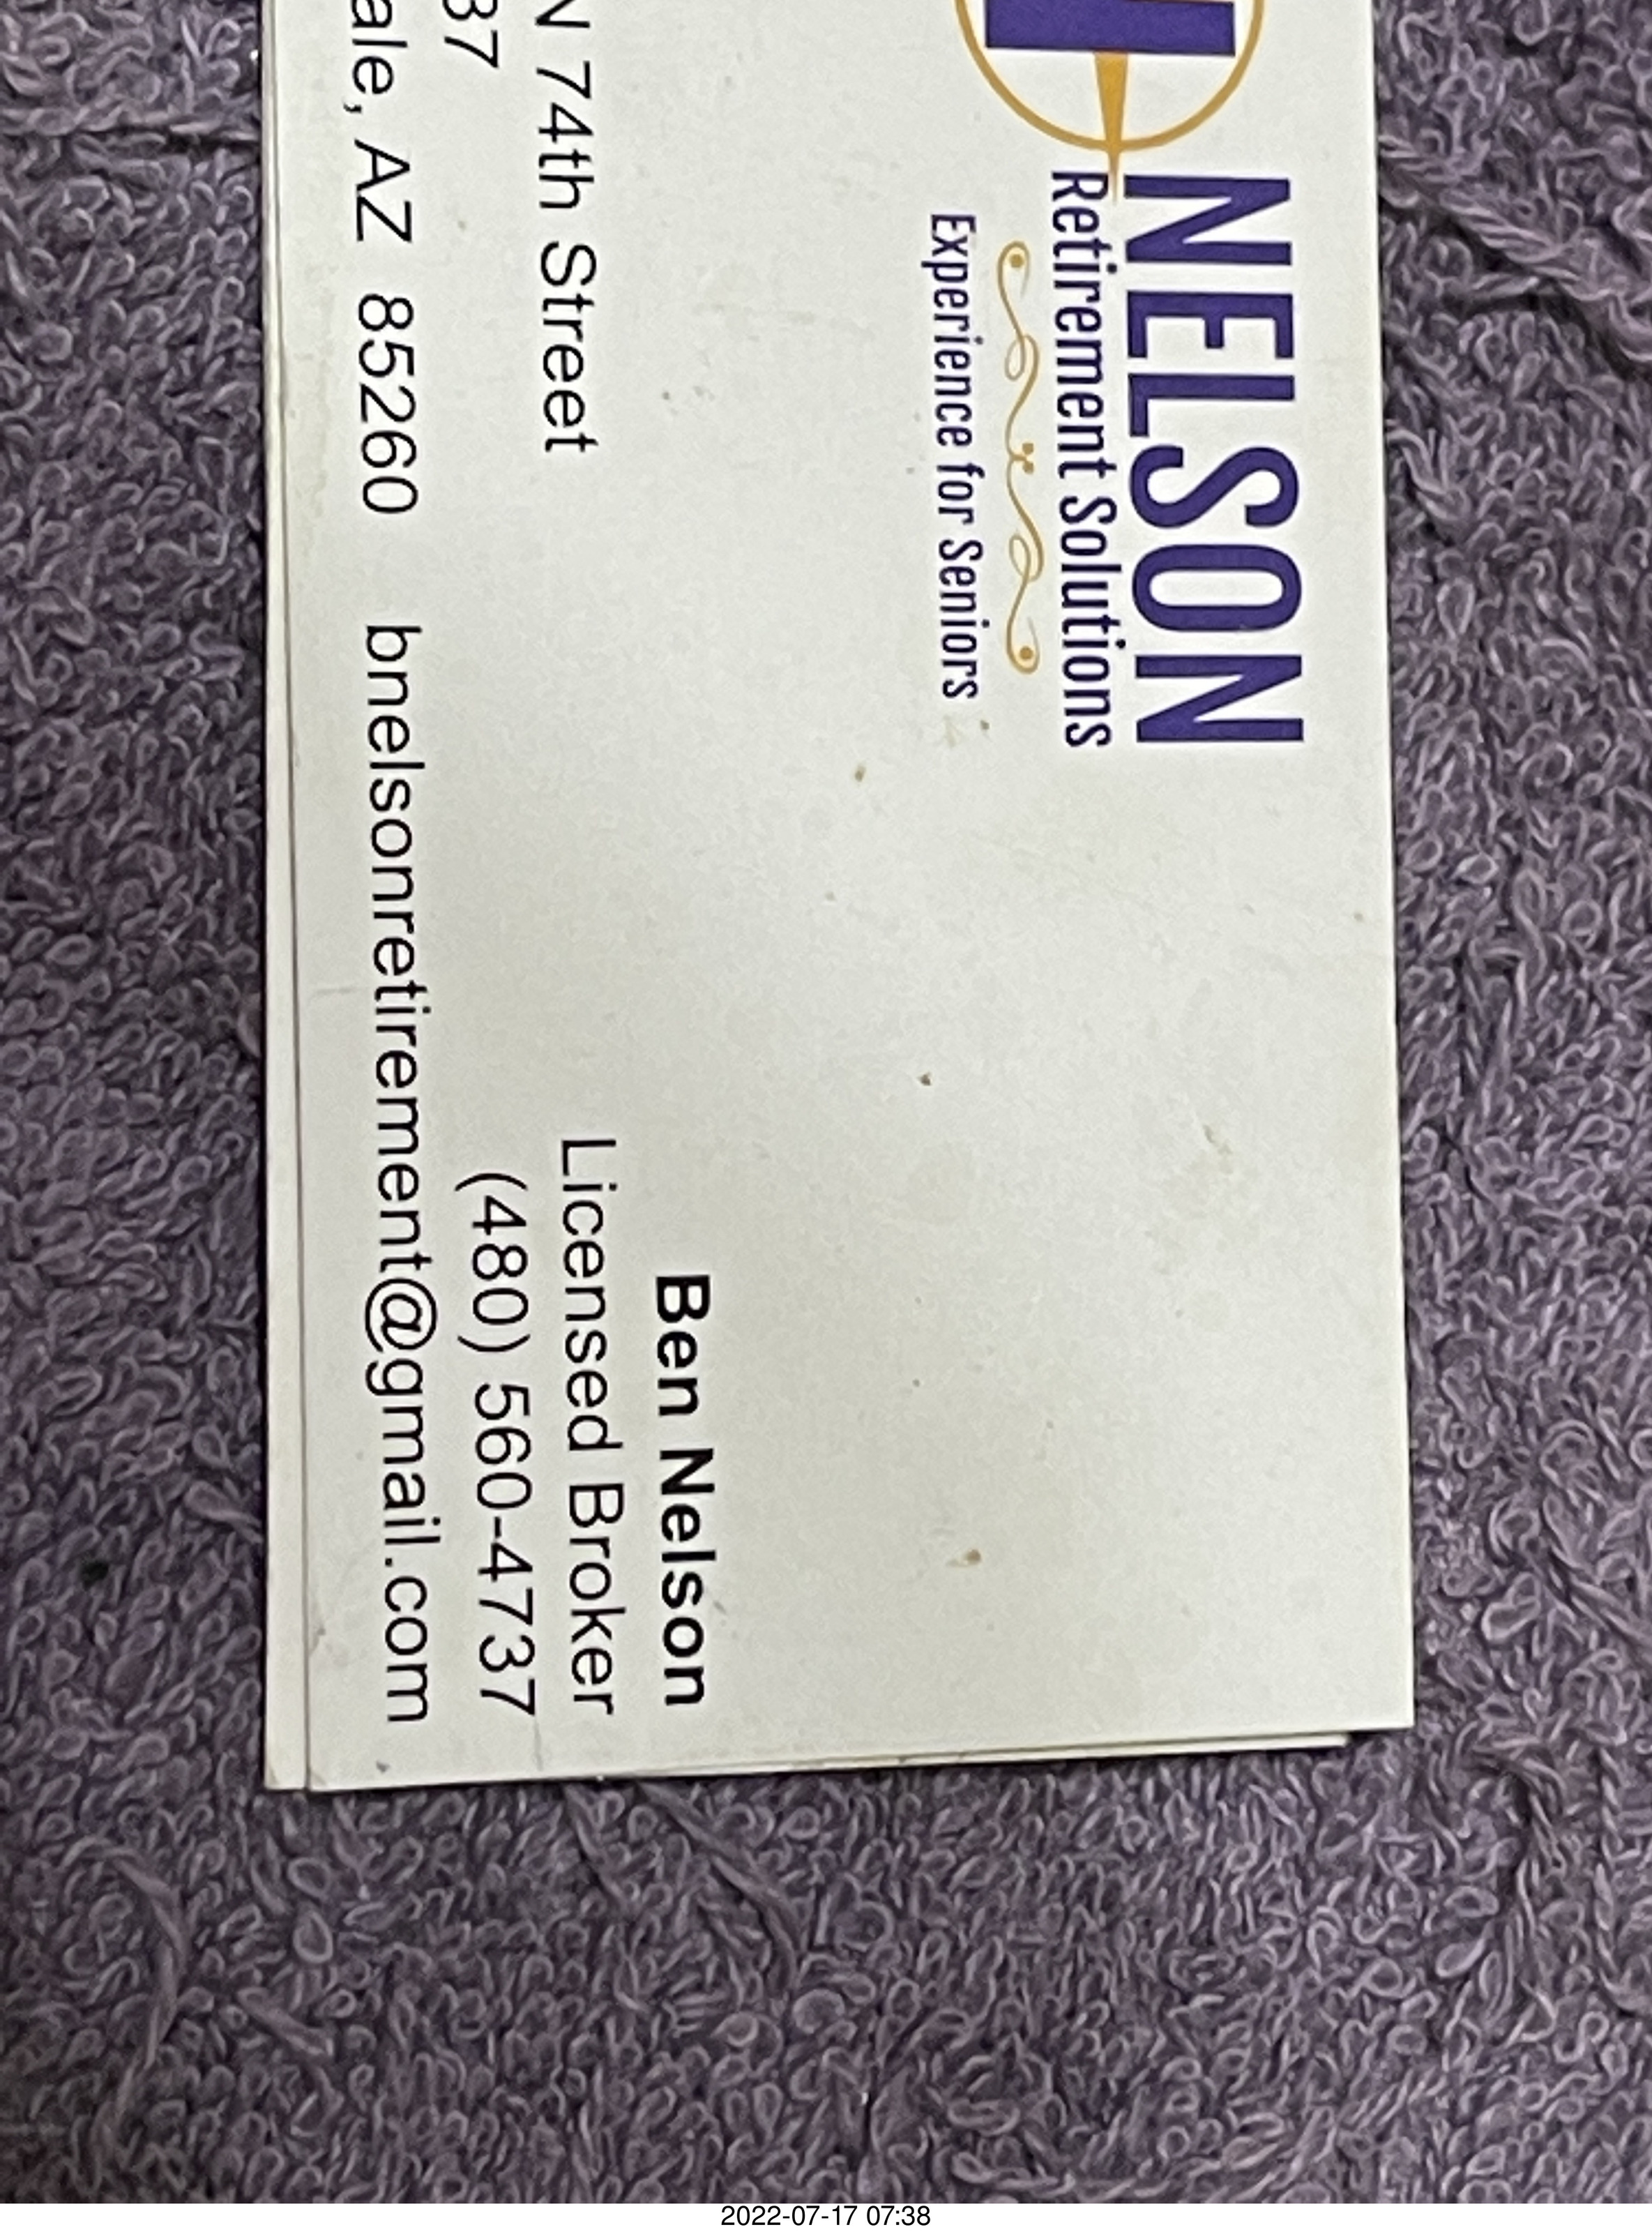 NELSON
Retirement Solutions
Experience for Seniors
Ben Nelson
N 74th Street
Licensed Broker
37
(480) 560-4737
ale, AZ 85260
bnelsonretirement@gmail.com
2022-07-17 07:38